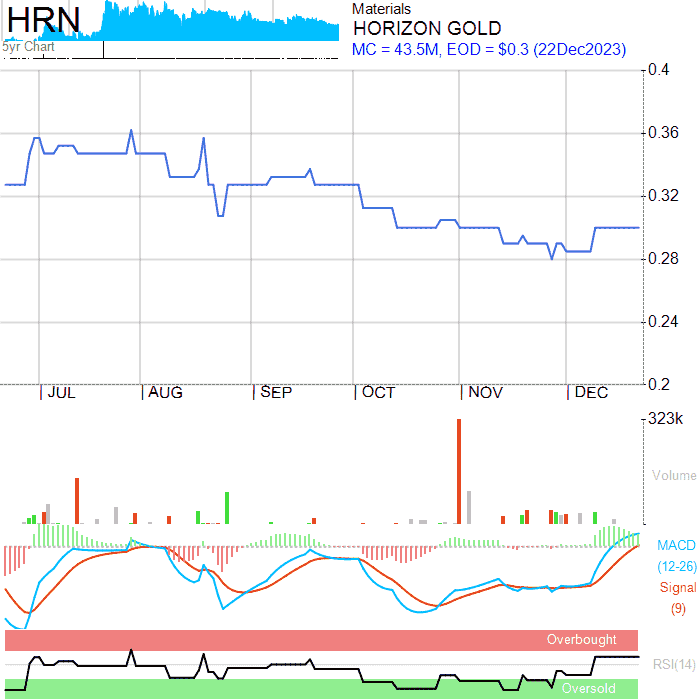 HRN
5yr Chart
Materials
HORIZON GOLD
MC = 43.5M, EOD = $0.3 (22Dec2023)
0.4
0.36
0.32
0.28
0.24
0.2
JUL AUG SEP OCT NOV DEC
323k
Volume
MACD
(12-26)
Signal
(9)
Overbought
RSI(14)
Oversold